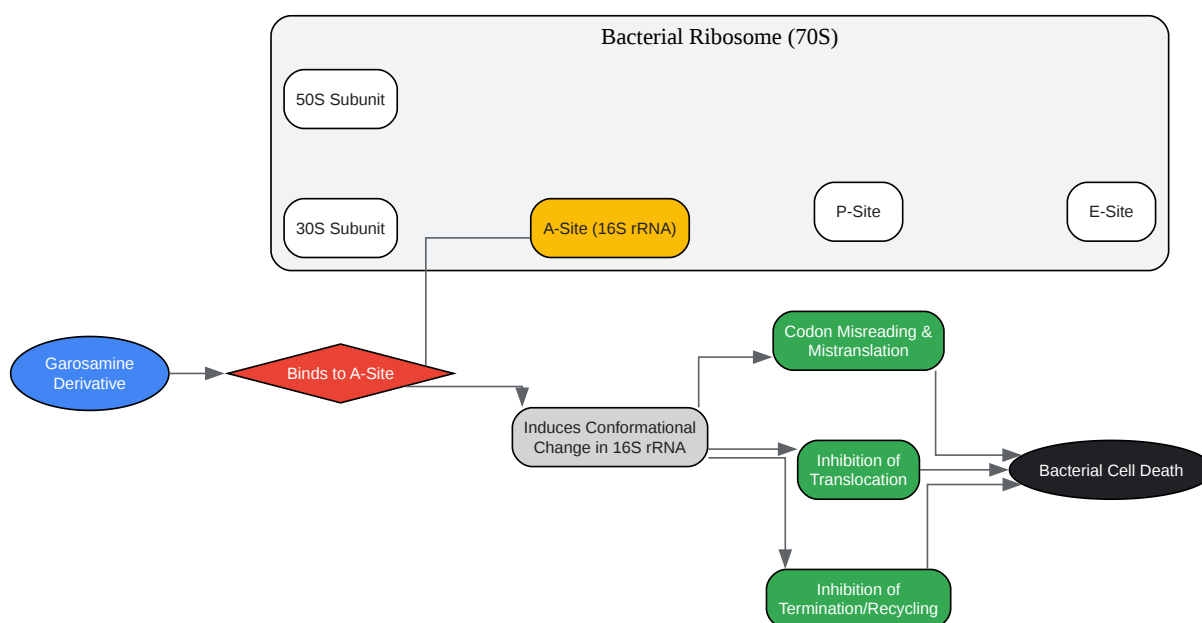 Bacterial Ribosome (70S)
50S Subunit
30S Subunit
A-Site (16S rRNA)
P-Site
E-Site
Garosamine
Derivative
Binds to A-Site
Induces Conformational
Change in 16S rRNA
Codon Misreading &
Mistranslation
Inhibition of
Translocation
Inhibition of
Termination/Recycling
Bacterial Cell Death